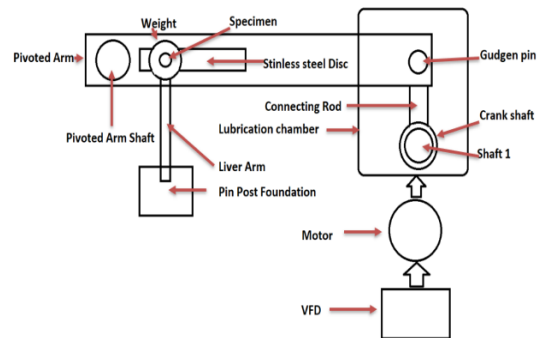 Weight
Specimen
Pivoted Arm
Stinless steel Disc
Gudgen pin
Pivoted Arm Shaft
Connecting Rod
Lubrication chamber
Crank shaft
Shaft 1
Liver Arm
Pin Post Foundation
Motor
VFD